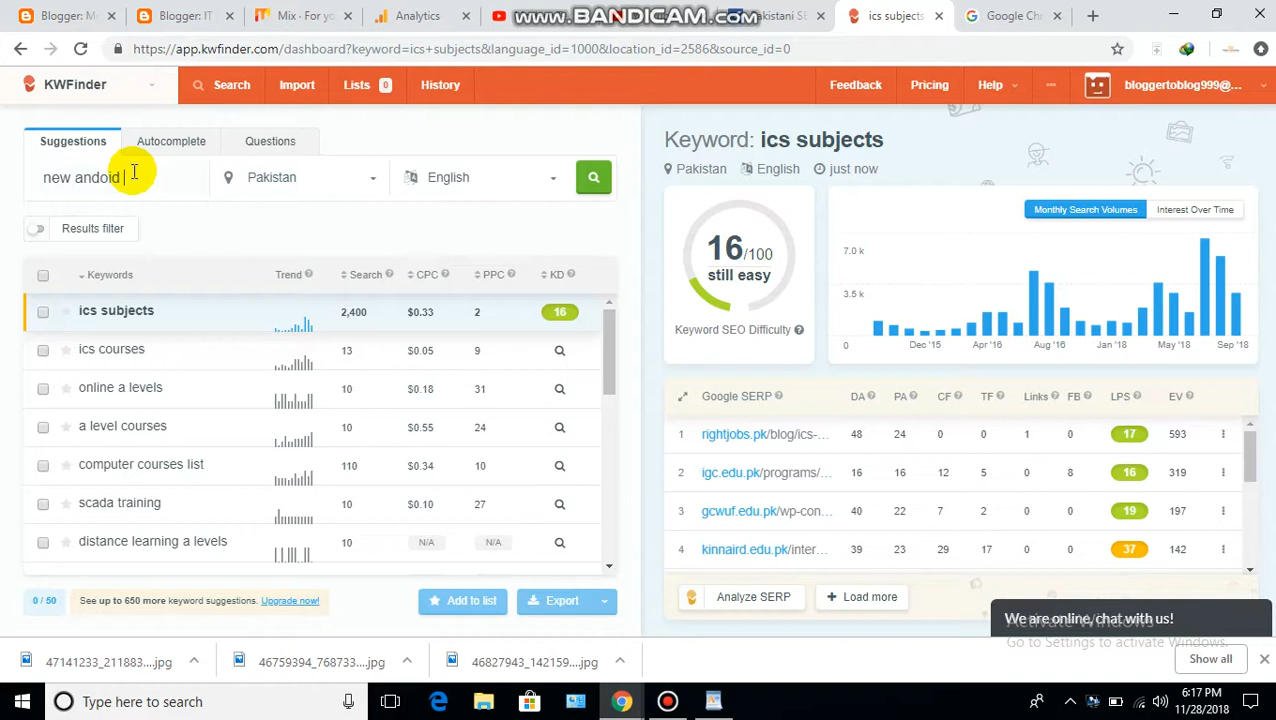 Blogger: M
Blogger: IT
Mix - For yo
Analytics
www.BANDICAM.com
akistani SE
ics subjects
Google Chr
https://app.kwfinder.com/dashboard?keyword=ics+subjects&language_id=1000&location_id=2586&source_id=0
KWFinder Search Import Lists 0 History Feedback Pricing Help bloggertoblog999@...
Suggestions Autocomplete Questions
new andoid Pakistan English
Results filter
Keywords Trend Search CPC PPC KD
ics subjects 2,400 $0.33 2 16
ics courses 13 $0.05 9
online a levels 10 $0.18 31
a level courses 10 $0.55 24
computer courses list 110 $0.34 10
scada training 10 $0.10 27
distance learning a levels 10 N/A N/A
0 / 50 See up to 650 more keyword suggestions. Upgrade now! Add to list Export
Keyword: ics subjects
Pakistan English just now
16/100
still easy
Keyword SEO Difficulty
Monthly Search Volumes Interest Over Time
7.0 k
3.5 k
0
Dec '15 Apr '16 Aug '16 Jan '18 May '18 Sep '18
Google SERP DA PA CF TF Links FB LPS EV
1 rightjobs.pk/blog/ics-... 48 24 0 0 1 0 17 593
2 igc.edu.pk/programs/... 16 16 12 5 0 8 16 319
3 gcwuf.edu.pk/wp-con... 40 22 7 2 0 0 19 197
4 kinnaird.edu.pk/inter... 39 23 29 17 0 0 37 142
Analyze SERP Load more
We are online, chat with us!
Activate Windows
Go to Settings to activate Windows.
47141233_211883....jpg 46759394_768733....jpg 46827943_142159....jpg Show all
Type here to search
6:17 PM
11/28/2018